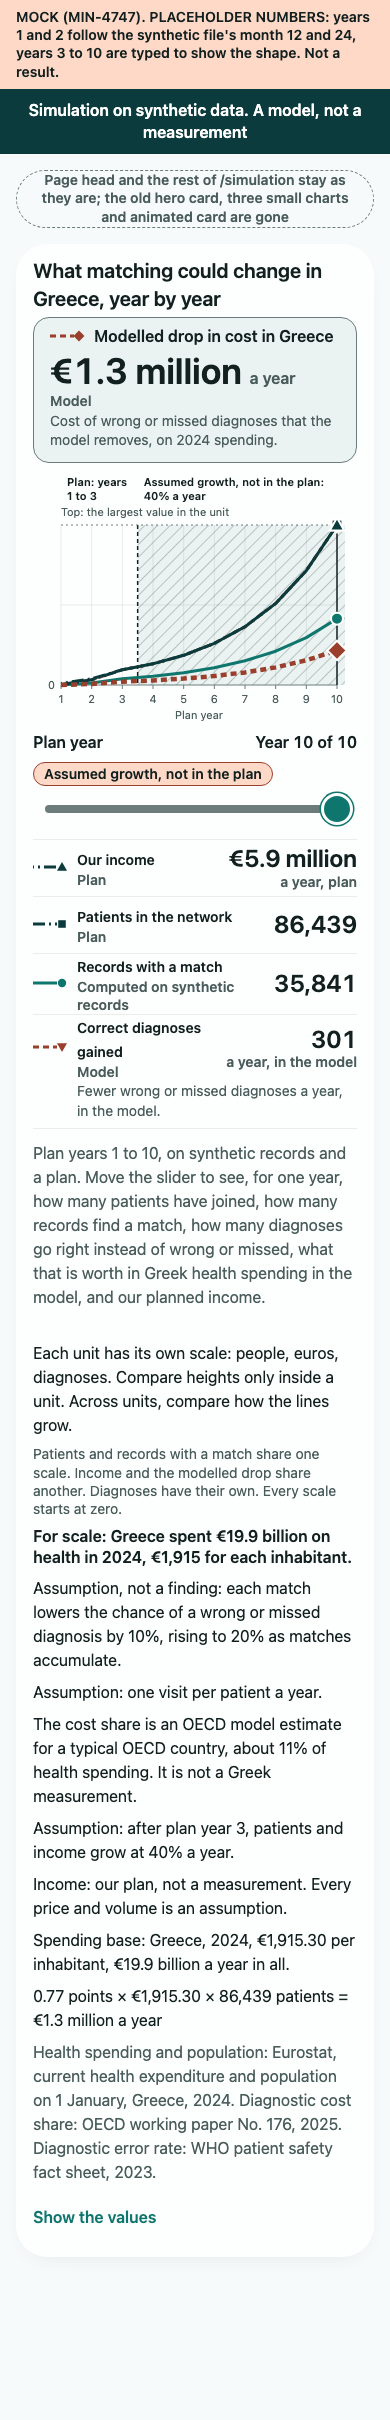 MOCK (MIN-4747). PLACEHOLDER NUMBERS: years
1 and 2 follow the synthetic file's month 12 and 24,
years 3 to 10 are typed to show the shape. Not a
result.
Simulation on synthetic data. A model, not a
measurement
Page head and the rest of /simulation stay as
they are; the old hero card, three small charts
and animated card are gone
What matching could change in
Greece, year by year
Modelled drop in cost in Greece
€1.3 million a year
Model
Cost of wrong or missed diagnoses that the
model removes, on 2024 spending.
Plan: years
1 to 3
Assumed growth, not in the plan:
40% a year
Top: the largest value in the unit
0
1 2 3 4 5 6 7 8 9 10
Plan year
Plan year Year 10 of 10
Assumed growth, not in the plan
Our income €5.9 million
Plan a year, plan
Patients in the network 86,439
Plan
Records with a match 35,841
Computed on synthetic
records
Correct diagnoses
gained 301
Model a year, in the model
Fewer wrong or missed diagnoses a year,
in the model.
Plan years 1 to 10, on synthetic records and
a plan. Move the slider to see, for one year,
how many patients have joined, how many
records find a match, how many diagnoses
go right instead of wrong or missed, what
that is worth in Greek health spending in the
model, and our planned income.
Each unit has its own scale: people, euros,
diagnoses. Compare heights only inside a
unit. Across units, compare how the lines
grow.
Patients and records with a match share one
scale. Income and the modelled drop share
another. Diagnoses have their own. Every scale
starts at zero.
For scale: Greece spent €19.9 billion on
health in 2024, €1,915 for each inhabitant.
Assumption, not a finding: each match
lowers the chance of a wrong or missed
diagnosis by 10%, rising to 20% as matches
accumulate.
Assumption: one visit per patient a year.
The cost share is an OECD model estimate
for a typical OECD country, about 11% of
health spending. It is not a Greek
measurement.
Assumption: after plan year 3, patients and
income grow at 40% a year.
Income: our plan, not a measurement. Every
price and volume is an assumption.
Spending base: Greece, 2024, €1,915.30 per
inhabitant, €19.9 billion a year in all.
0.77 points × €1,915.30 × 86,439 patients =
€1.3 million a year
Health spending and population: Eurostat,
current health expenditure and population
on 1 January, Greece, 2024. Diagnostic cost
share: OECD working paper No. 176, 2025.
Diagnostic error rate: WHO patient safety
fact sheet, 2023.
Show the values